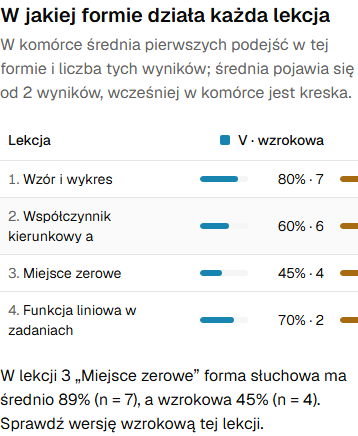 W jakiej formie działa każda lekcja
W komórce średnia pierwszych podejść w tej
formie i liczba tych wyników; średnia pojawia się
od 2 wyników, wcześniej w komórce jest kreska.
Lekcja V · wzrokowa
1. Wzór i wykres 80% · 7
2. Współczynnik
kierunkowy a 60% · 6
3. Miejsce zerowe 45% · 4
4. Funkcja liniowa w
zadaniach 70% · 2
W lekcji 3 „Miejsce zerowe” forma słuchowa ma
średnio 89% (n = 7), a wzrokowa 45% (n = 4).
Sprawdź wersję wzrokową tej lekcji.